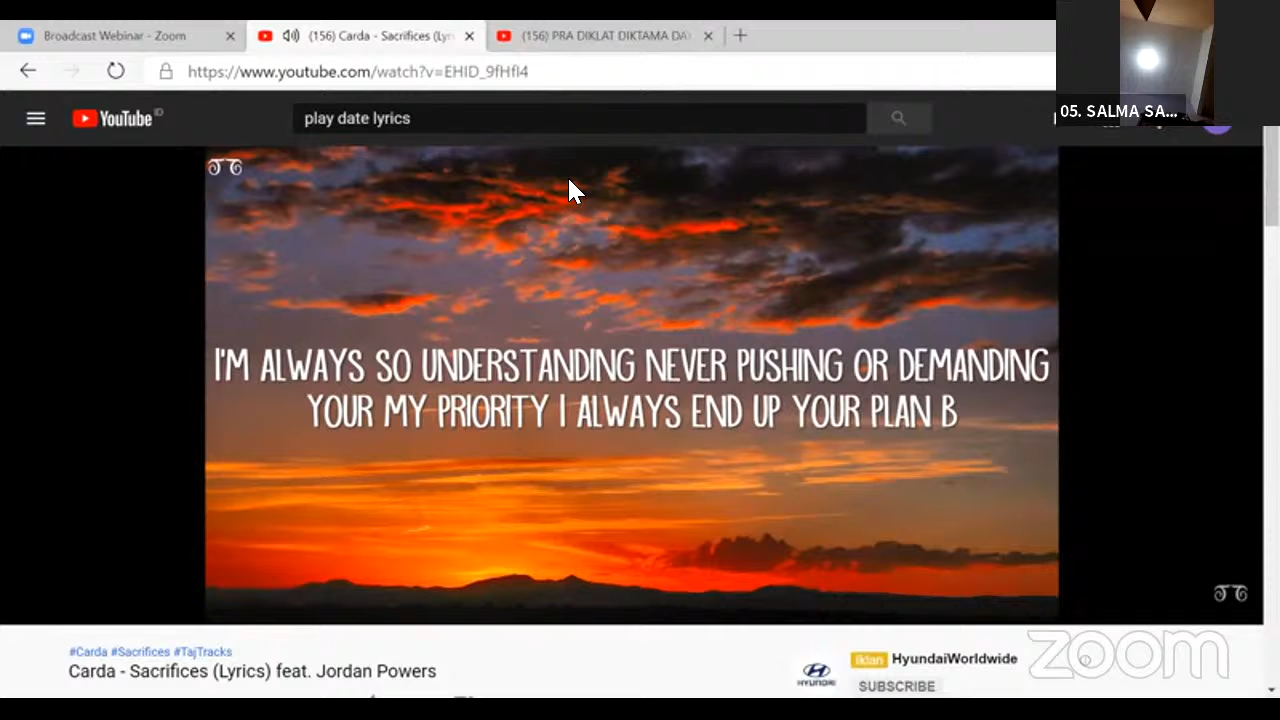 Broadcast Webinar - Zoom
(156) Carda - Sacrifices (Lyri
(156) PRA DIKLAT DIKTAMA DA
https://www.youtube.com/watch?v=EHID_9fHfl4
YouTube ID
play date lyrics
05. SALMA SA...
I'M ALWAYS SO UNDERSTANDING NEVER PUSHING OR DEMANDING
YOUR MY PRIORITY I ALWAYS END UP YOUR PLAN B
#Carda #Sacrifices #TajTracks
Carda - Sacrifices (Lyrics) feat. Jordan Powers
HYUNDAI
Iklan HyundaiWorldwide
SUBSCRIBE
zoom